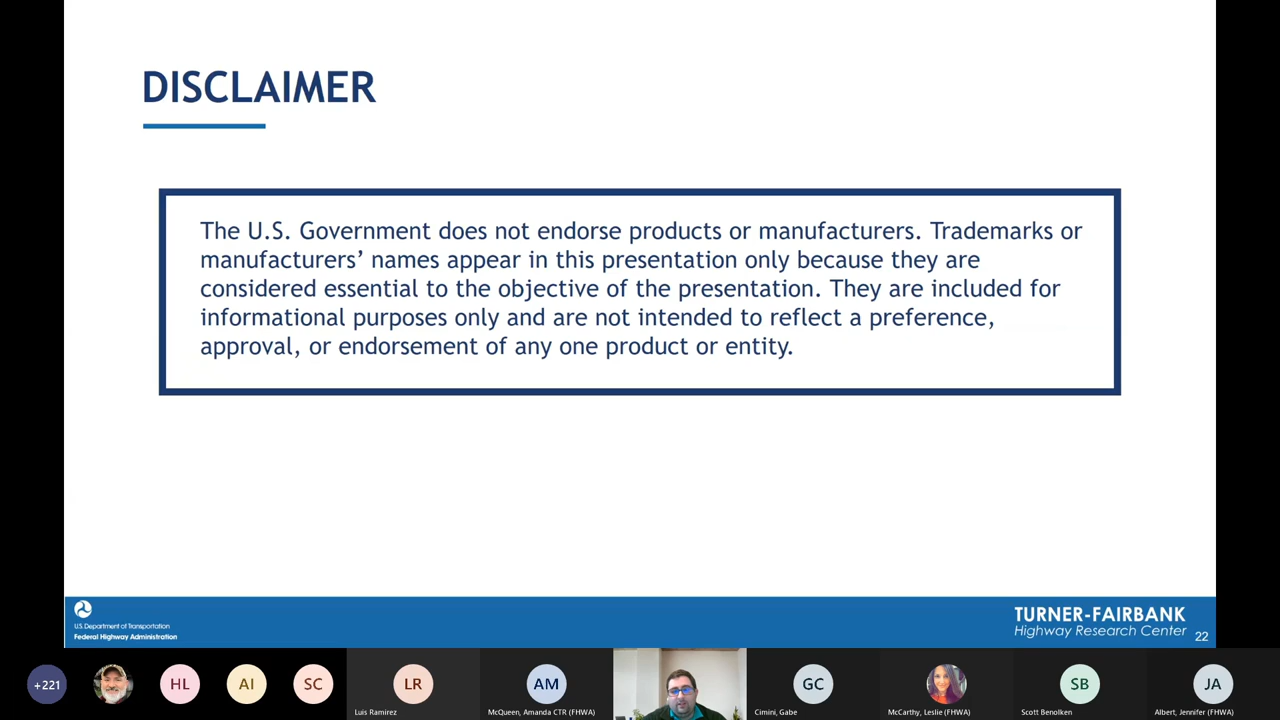 DISCLAIMER
The U.S. Government does not endorse products or manufacturers. Trademarks or
manufacturers’ names appear in this presentation only because they are
considered essential to the objective of the presentation. They are included for
informational purposes only and are not intended to reflect a preference,
approval, or endorsement of any one product or entity.
U.S. Department of Transportation
Federal Highway Administration
TURNER-FAIRBANK
Highway Research Center
22
+221
HL
AI
SC
LR
AM
GC
SB
JA
Luis Ramirez
McQueen, Amanda CTR (FHWA)
Cimini, Gabe
McCarthy, Leslie (FHWA)
Scott Benolken
Albert, Jennifer (FHWA)